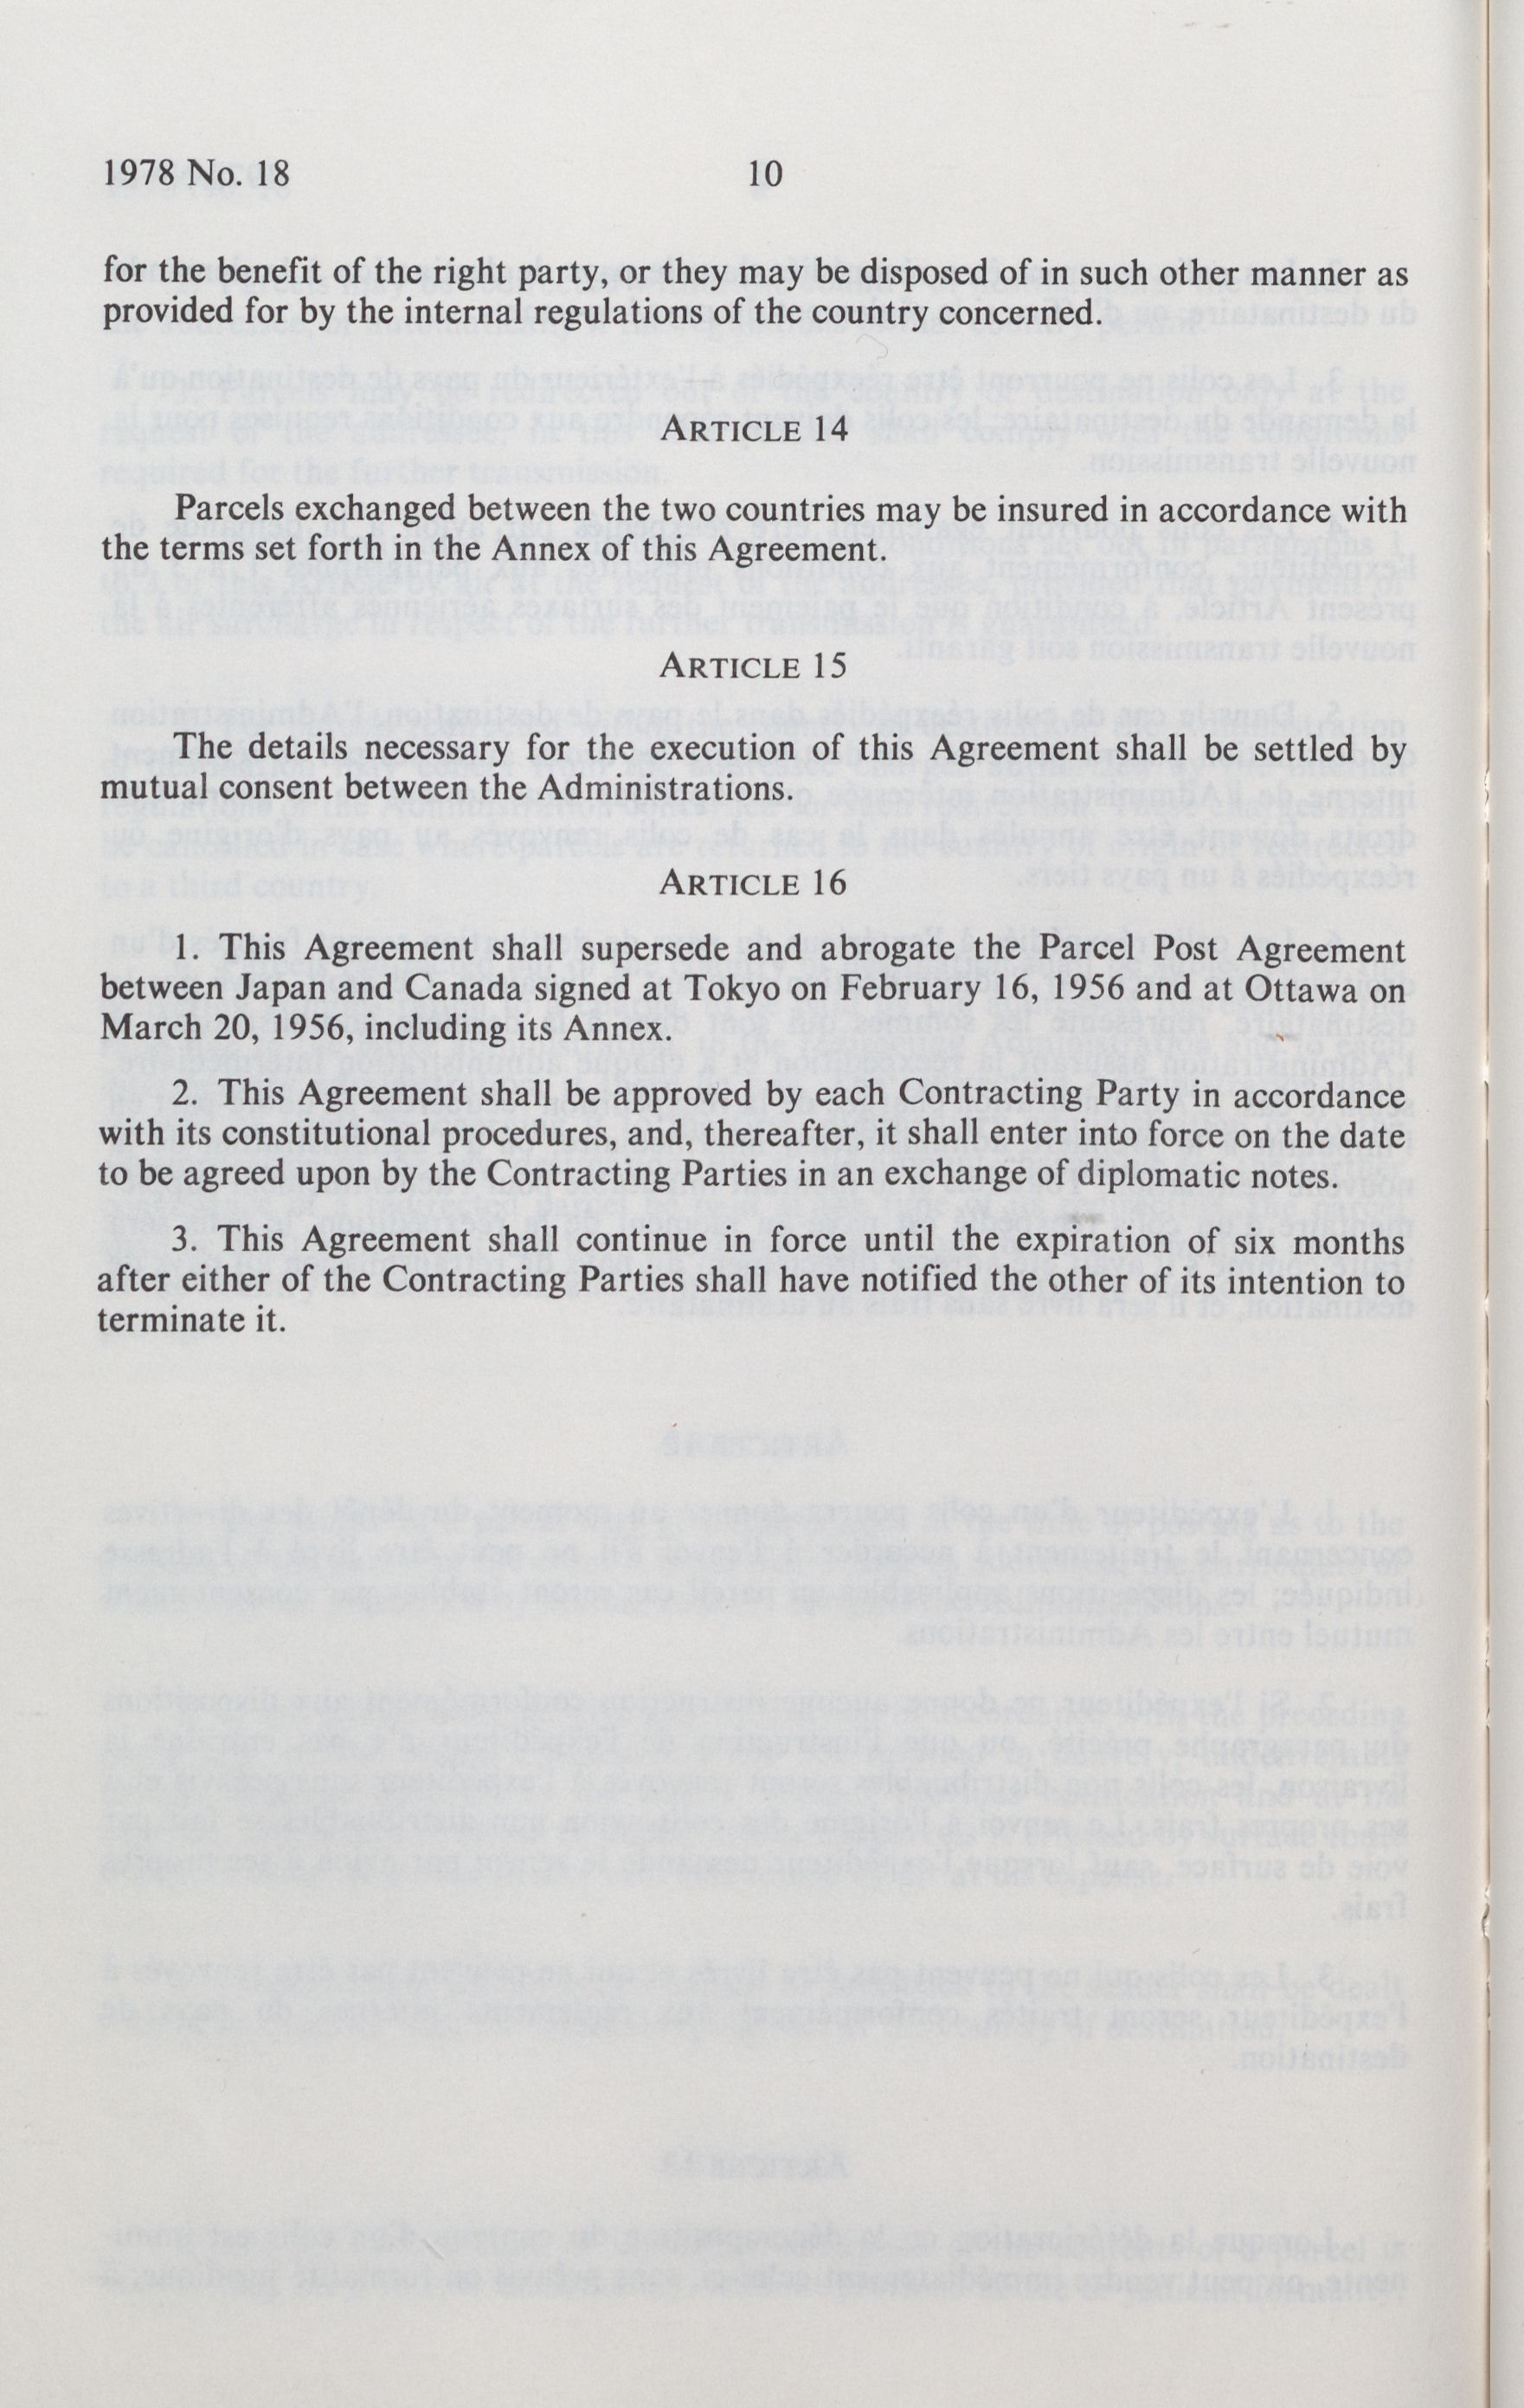 1978 No. 18 10
for the benefit of the right party, or they may be disposed of in such other manner as
provided for by the internal regulations of the country concerned.
ARTICLE 14
Parcels exchanged between the two countries may be insured in accordance with
the terms set forth in the Annex of this Agreement.
ARTICLE 15
The details necessary for the execution of this Agreement shall be settled by
mutual consent between the Administrations.
ARTICLE 16
1. This Agreement shall supersede and abrogate the Parcel Post Agreement
between Japan and Canada signed at Tokyo on February 16, 1956 and at Ottawa on
March 20, 1956, including its Annex.
2. This Agreement shall be approved by each Contracting Party in accordance
with its constitutional procedures, and, thereafter, it shall enter into force on the date
to be agreed upon by the Contracting Parties in an exchange of diplomatic notes.
3. This Agreement shall continue in force until the expiration of six months
after either of the Contracting Parties shall have notified the other of its intention to
terminate it.